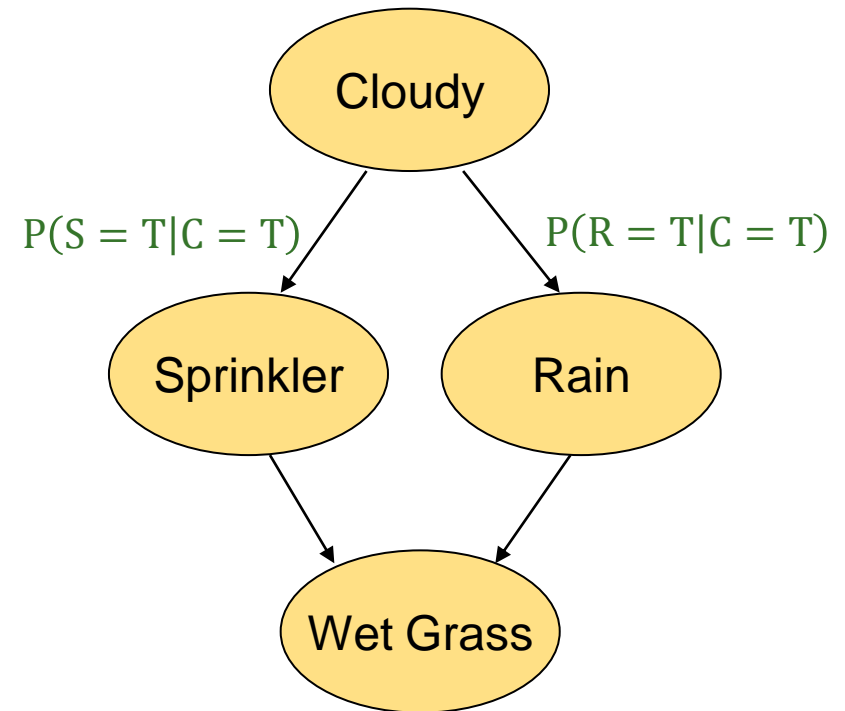 Cloudy
P(S = T|C = T)
P(R = T|C = T)
Sprinkler
Rain
Wet Grass